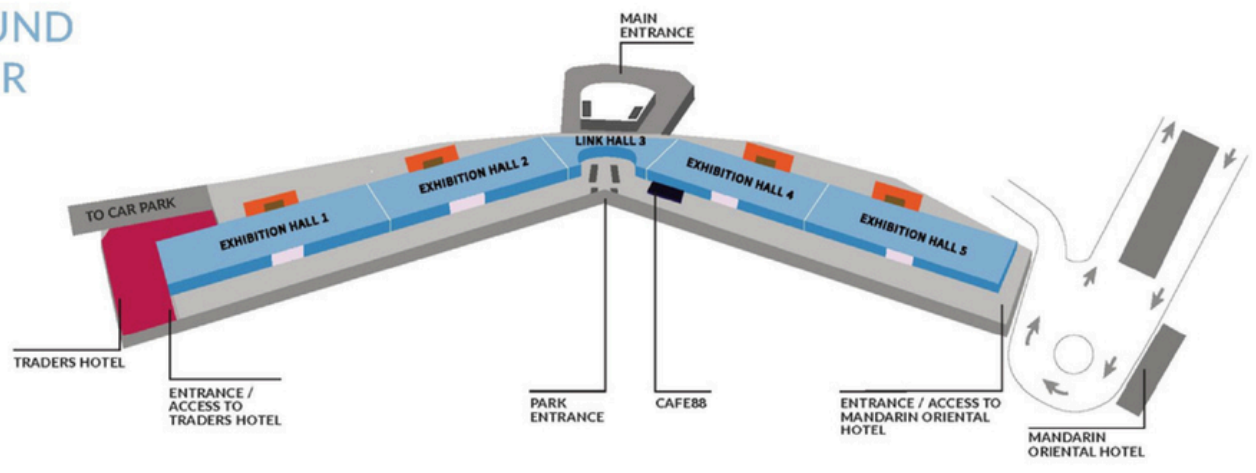 UND
R
MAIN
ENTRANCE
LINK HALL 3
EXHIBITION HALL 2
EXHIBITION HALL 4
TO CAR PARK
EXHIBITION HALL 1
EXHIBITION HALL 5
TRADERS HOTEL
ENTRANCE /
ACCESS TO
TRADERS HOTEL
PARK
ENTRANCE
CAFE88
ENTRANCE / ACCESS TO
MANDARIN ORIENTAL
HOTEL
MANDARIN
ORIENTAL HOTEL